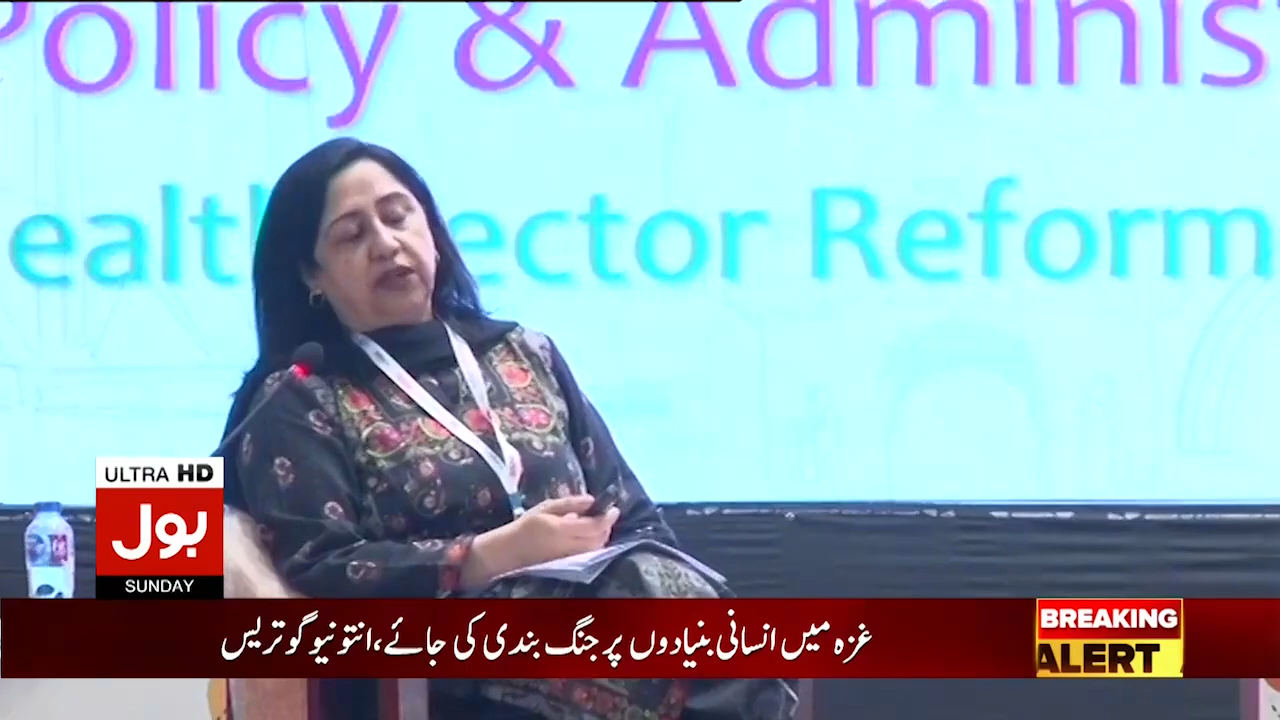 Policy & Adminis
ealth Sector Reform
ULTRA HD
بول
SUNDAY
غزہ میں انسانی بنیادوں پر جنگ بندی کی جائے،انتونیو گوتریس
BREAKING
ALERT